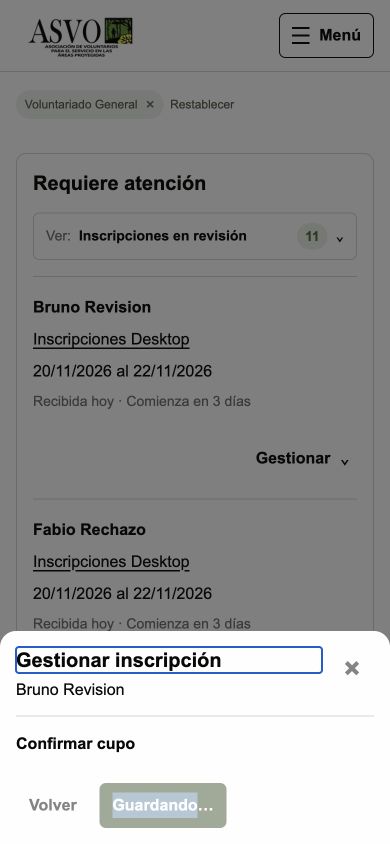 ASVO
ASOCIACIÓN DE VOLUNTARIOS
PARA EL SERVICIO EN LAS
ÁREAS PROTEGIDAS
Menú
Voluntariado General × Restablecer
Requiere atención
Ver: Inscripciones en revisión 11
Bruno Revision
Inscripciones Desktop
20/11/2026 al 22/11/2026
Recibida hoy · Comienza en 3 días
Gestionar
Fabio Rechazo
Inscripciones Desktop
20/11/2026 al 22/11/2026
Recibida hoy · Comienza en 3 días
Gestionar inscripción
Bruno Revision
Confirmar cupo
Volver Guardando...